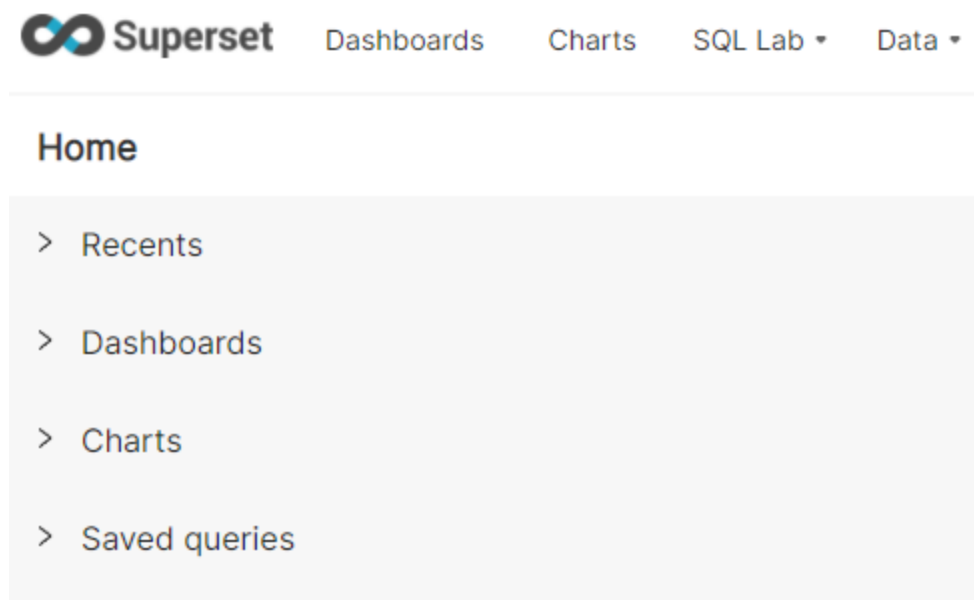 Superset Dashboards Charts SQL Lab Data
Home
Recents
Dashboards
Charts
Saved queries